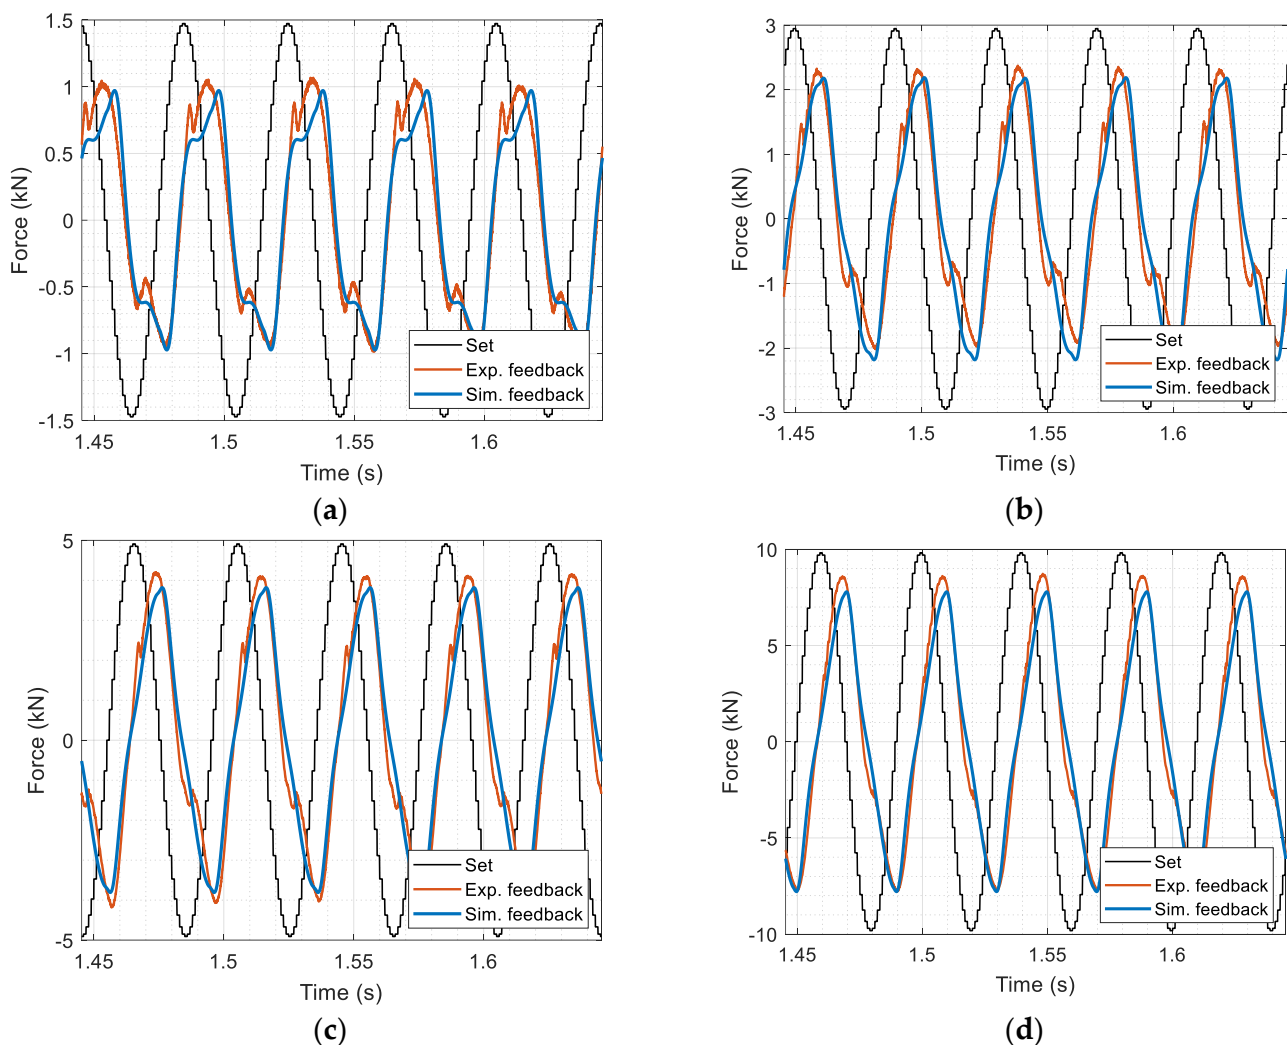 1.5
1
0.5
0
-0.5
-1
-1.5
Force (kN)
1.45
1.5
1.55
1.6
Time (s)
Set
Exp. feedback
Sim. feedback
(a)
3
2
1
0
-1
-2
-3
Force (kN)
1.45
1.5
1.55
1.6
Time (s)
Set
Exp. feedback
Sim. feedback
(b)
5
0
-5
Force (kN)
1.45
1.5
1.55
1.6
Time (s)
Set
Exp. feedback
Sim. feedback
(c)
10
5
0
-5
-10
Force (kN)
1.45
1.5
1.55
1.6
Time (s)
Set
Exp. feedback
Sim. feedback
(d)